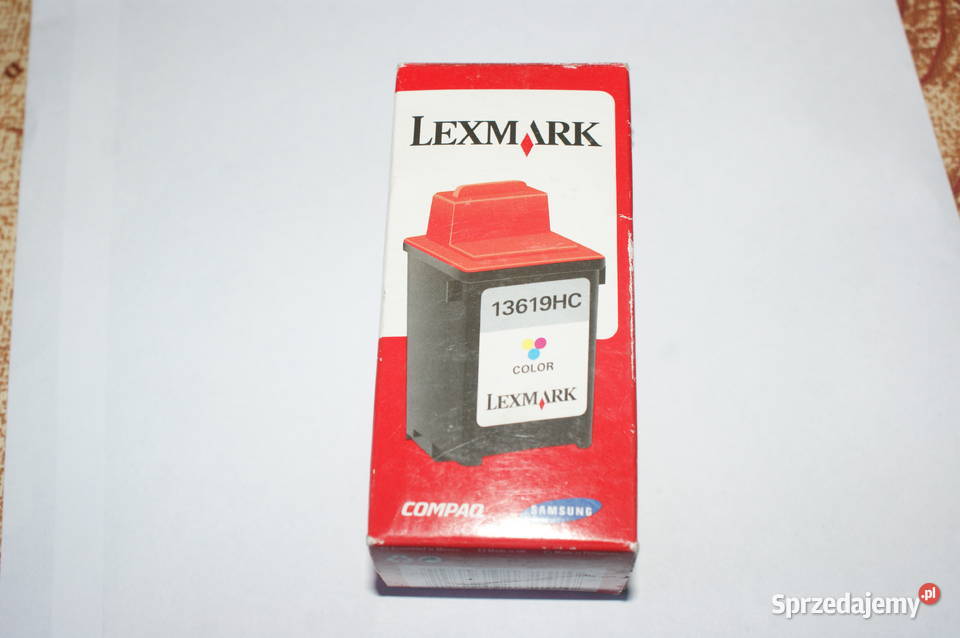 LEXMARK
13619HC
COLOR
LEXMARK
COMPAQ
SAMSUNG
Sprzedajemy.pl